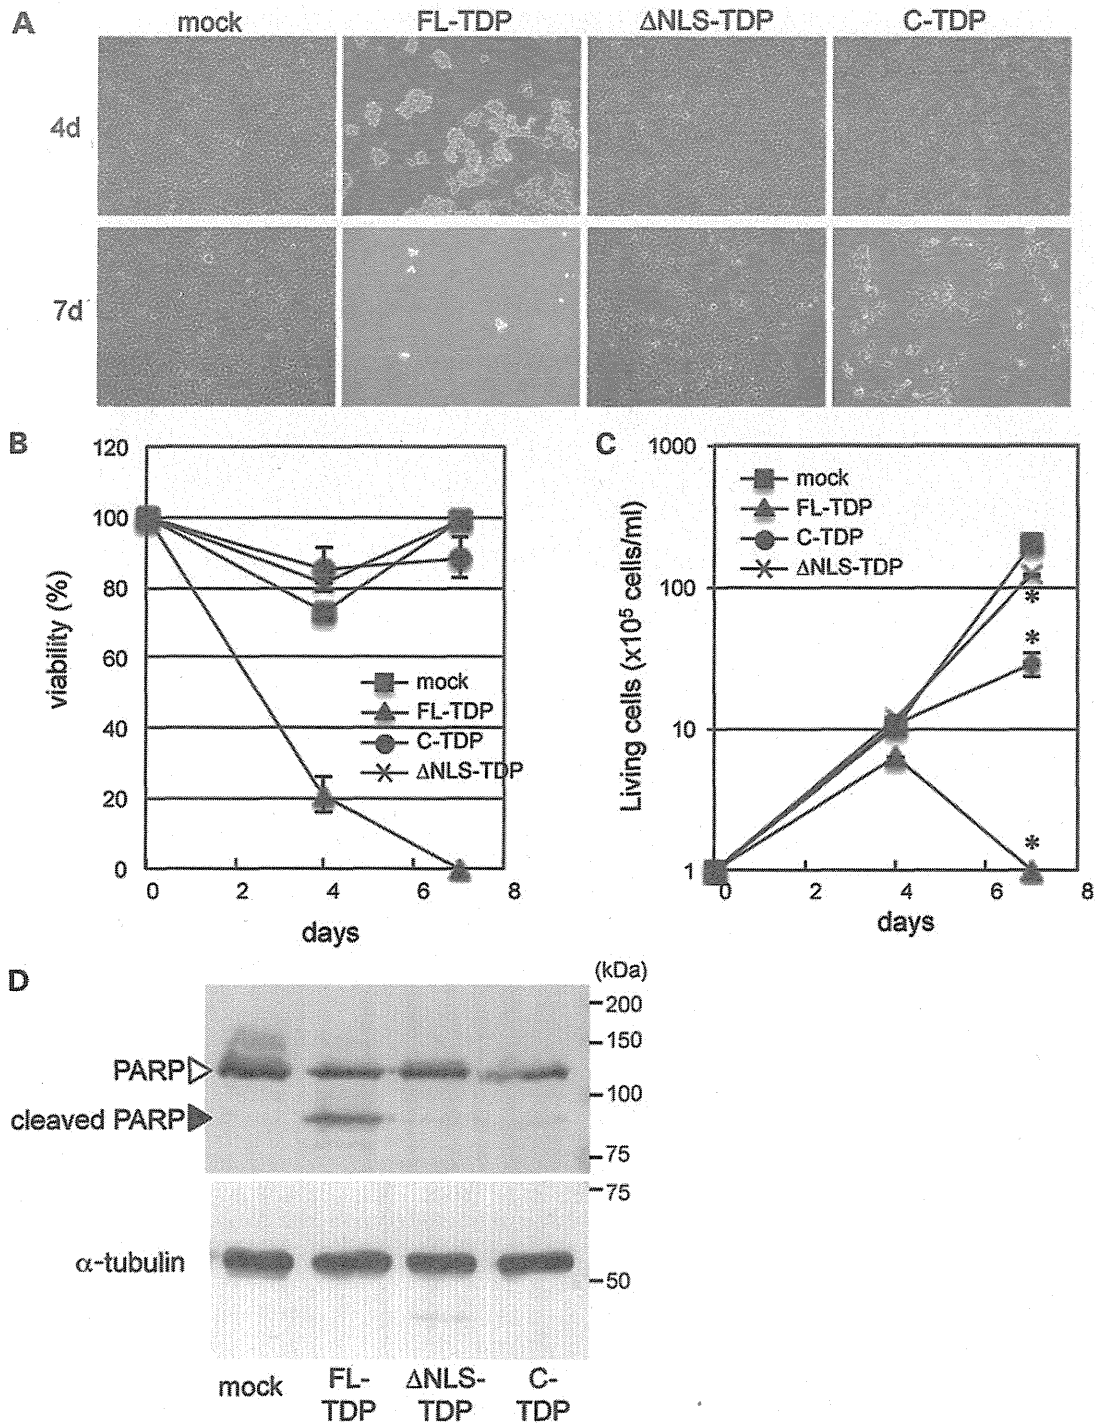 A
mock FL-TDP ΔNLS-TDP C-TDP
4d
7d
B
120
100
80
60
40
20
0
viability (%)
mock
FL-TDP
C-TDP
ΔNLS-TDP
0 2 4 6 8
days
C
1000
100
10
1
Living cells (x10⁵ cells/ml)
mock
FL-TDP
C-TDP
ΔNLS-TDP
*
*
*
0 2 4 6 8
days
D
(kDa)
200
150
PARP
100
cleaved PARP
75
75
α-tubulin
50
mock FL-TDP ΔNLS-TDP C-TDP